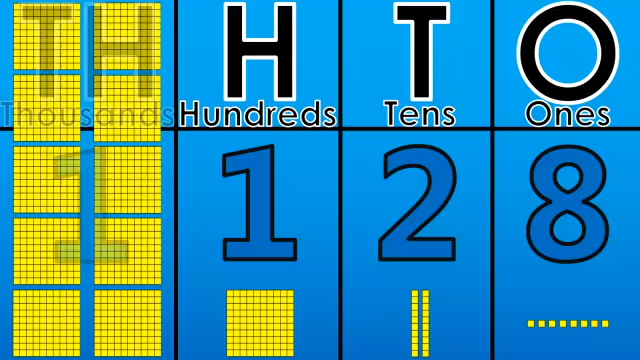 TH H T O
Thousands Hundreds Tens Ones
1 1 2 8